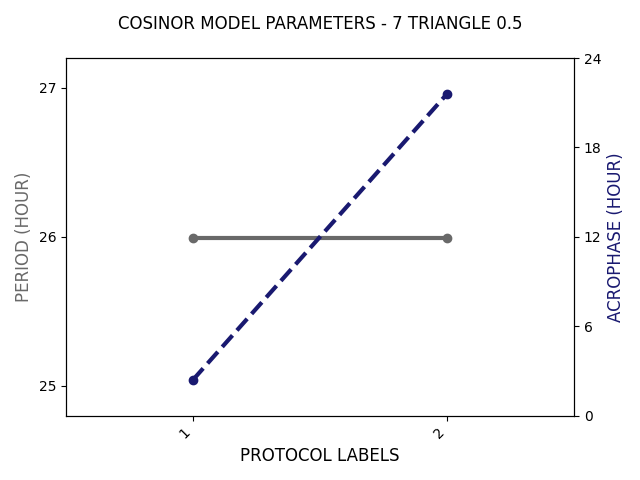 COSINOR MODEL PARAMETERS - 7 TRIANGLE 0.5
27
26
25
PERIOD (HOUR)
24
18
12
6
0
ACROPHASE (HOUR)
1
2
PROTOCOL LABELS